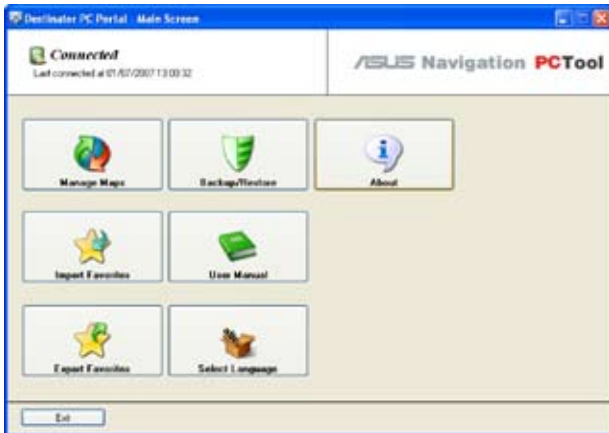 Destinator PC Portal - Main Screen
Connected
Last connected at 01/07/2007 13:00:32
ASUS Navigation PCTool
Manage Maps
Backup/Restore
About
Import Favorites
User Manual
Export Favorites
Select Language
Exit